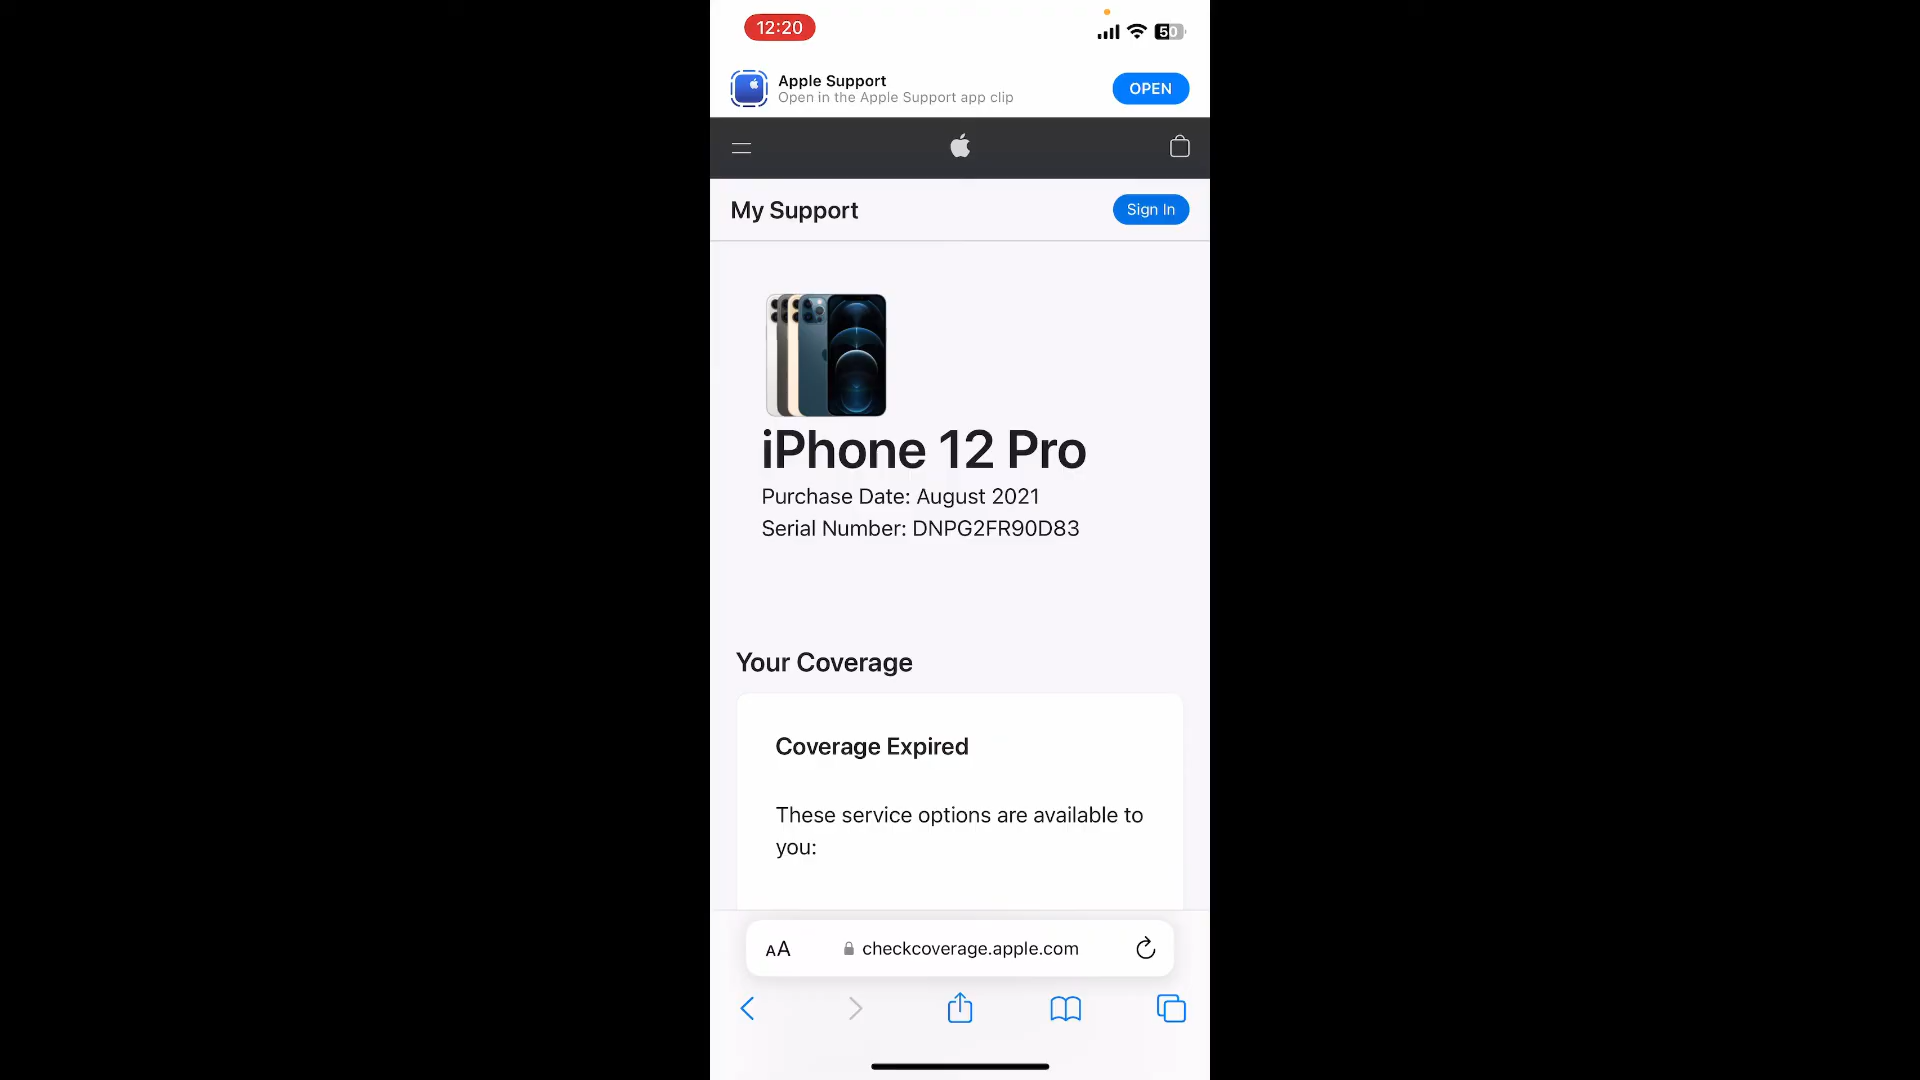 12:20
50
Apple Support
Open in the Apple Support app clip
OPEN
My Support
Sign In
iPhone 12 Pro
Purchase Date: August 2021
Serial Number: DNPG2FR90D83
Your Coverage
Coverage Expired
These service options are available to
you:
AA
checkcoverage.apple.com